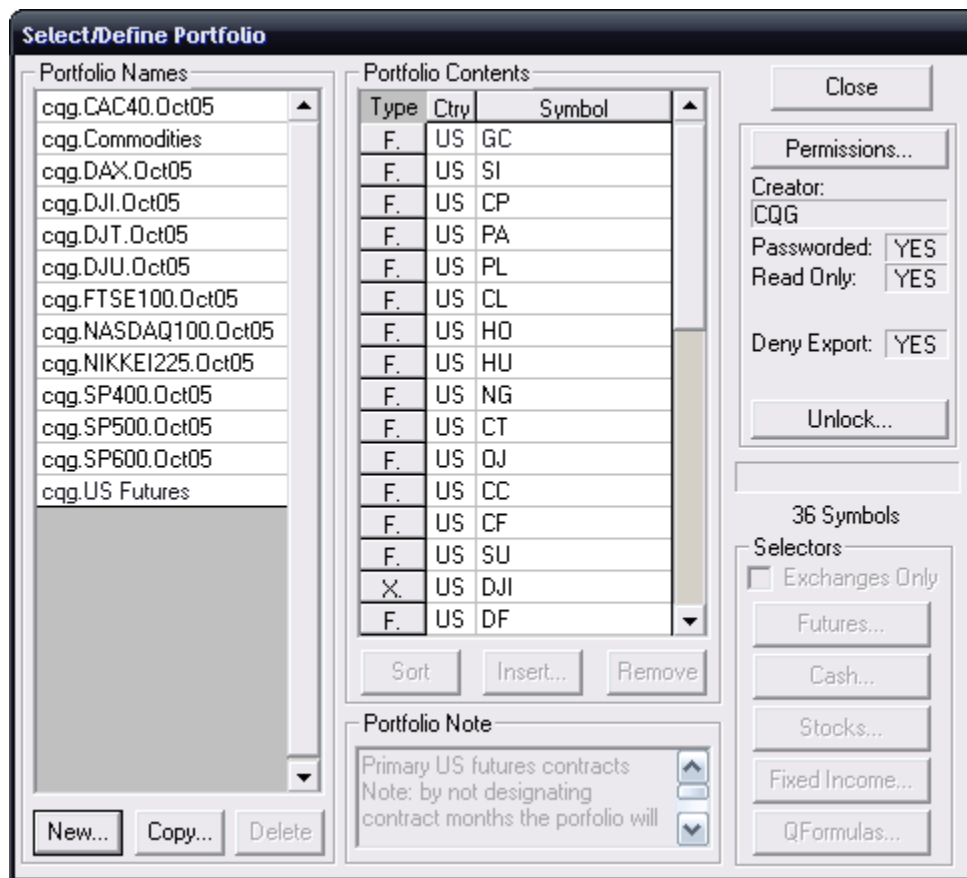 Select/Define Portfolio
Portfolio Names
cqg.CAC40.Oct05
cqg.Commodities
cqg.DAX.Oct05
cqg.DJI.Oct05
cqg.DJT.Oct05
cqg.DJU.Oct05
cqg.FTSE100.Oct05
cqg.NASDAQ100.Oct05
cqg.NIKKEI225.Oct05
cqg.SP400.Oct05
cqg.SP500.Oct05
cqg.SP600.Oct05
cqg.US Futures
New... Copy... Delete
Portfolio Contents
Type Ctry Symbol
F. US GC
F. US SI
F. US CP
F. US PA
F. US PL
F. US CL
F. US HO
F. US HU
F. US NG
F. US CT
F. US OJ
F. US CC
F. US CF
F. US SU
X. US DJI
F. US DF
Sort Insert... Remove
Portfolio Note
Primary US futures contracts
Note: by not designating
contract months the porfolio will
Close
Permissions...
Creator:
CQG
Passworded: YES
Read Only: YES
Deny Export: YES
Unlock...
36 Symbols
Selectors
Exchanges Only
Futures...
Cash...
Stocks...
Fixed Income...
QFormulas...